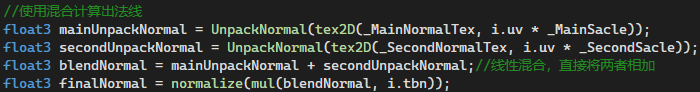 //使用混合计算出法线
float3 mainUnpackNormal = UnpackNormal(tex2D(_MainNormalTex, i.uv * _MainSacle));
float3 secondUnpackNormal = UnpackNormal(tex2D(_SecondNormalTex, i.uv * _SecondSacle));
float3 blendNormal = mainUnpackNormal + secondUnpackNormal;//线性混合，直接将两者相加
float3 finalNormal = normalize(mul(blendNormal, i.tbn));